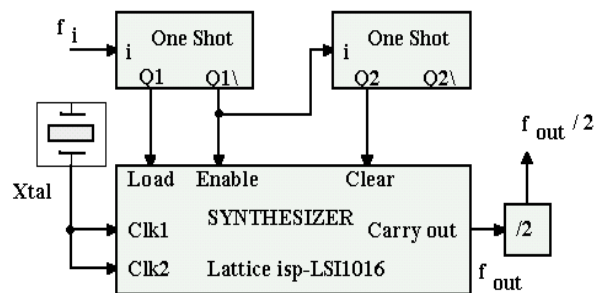 f i
i One Shot
Q1 Q1\
i One Shot
Q2 Q2\
f out / 2
Xtal
Load Enable Clear
Clk1 SYNTHESIZER Carry out
/2
Clk2 Lattice isp-LSI1016
f out